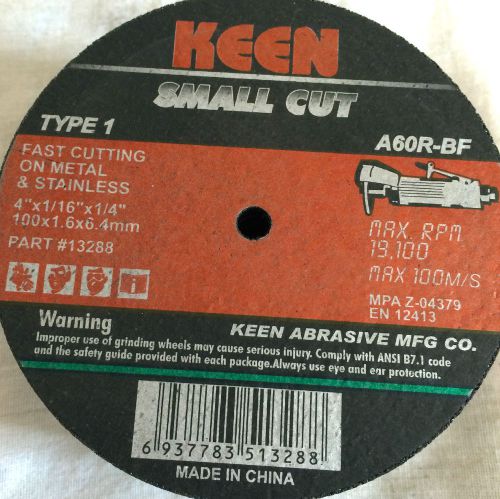 KEEN
SMALL CUT
TYPE 1
A60R-BF
FAST CUTTING
ON METAL
& STAINLESS
4"x1/16"x1/4"
100x1.6x6.4mm
PART #13288
MAX. RPM
19,100
MAX 100M/S
MPA Z-04379
EN 12413
Warning
KEEN ABRASIVE MFG CO.
Improper use of grinding wheels may cause serious injury. Comply with ANSI B7.1 code
and the safety guide provided with each package.Always use eye and ear protection.
6 937783 513288
MADE IN CHINA